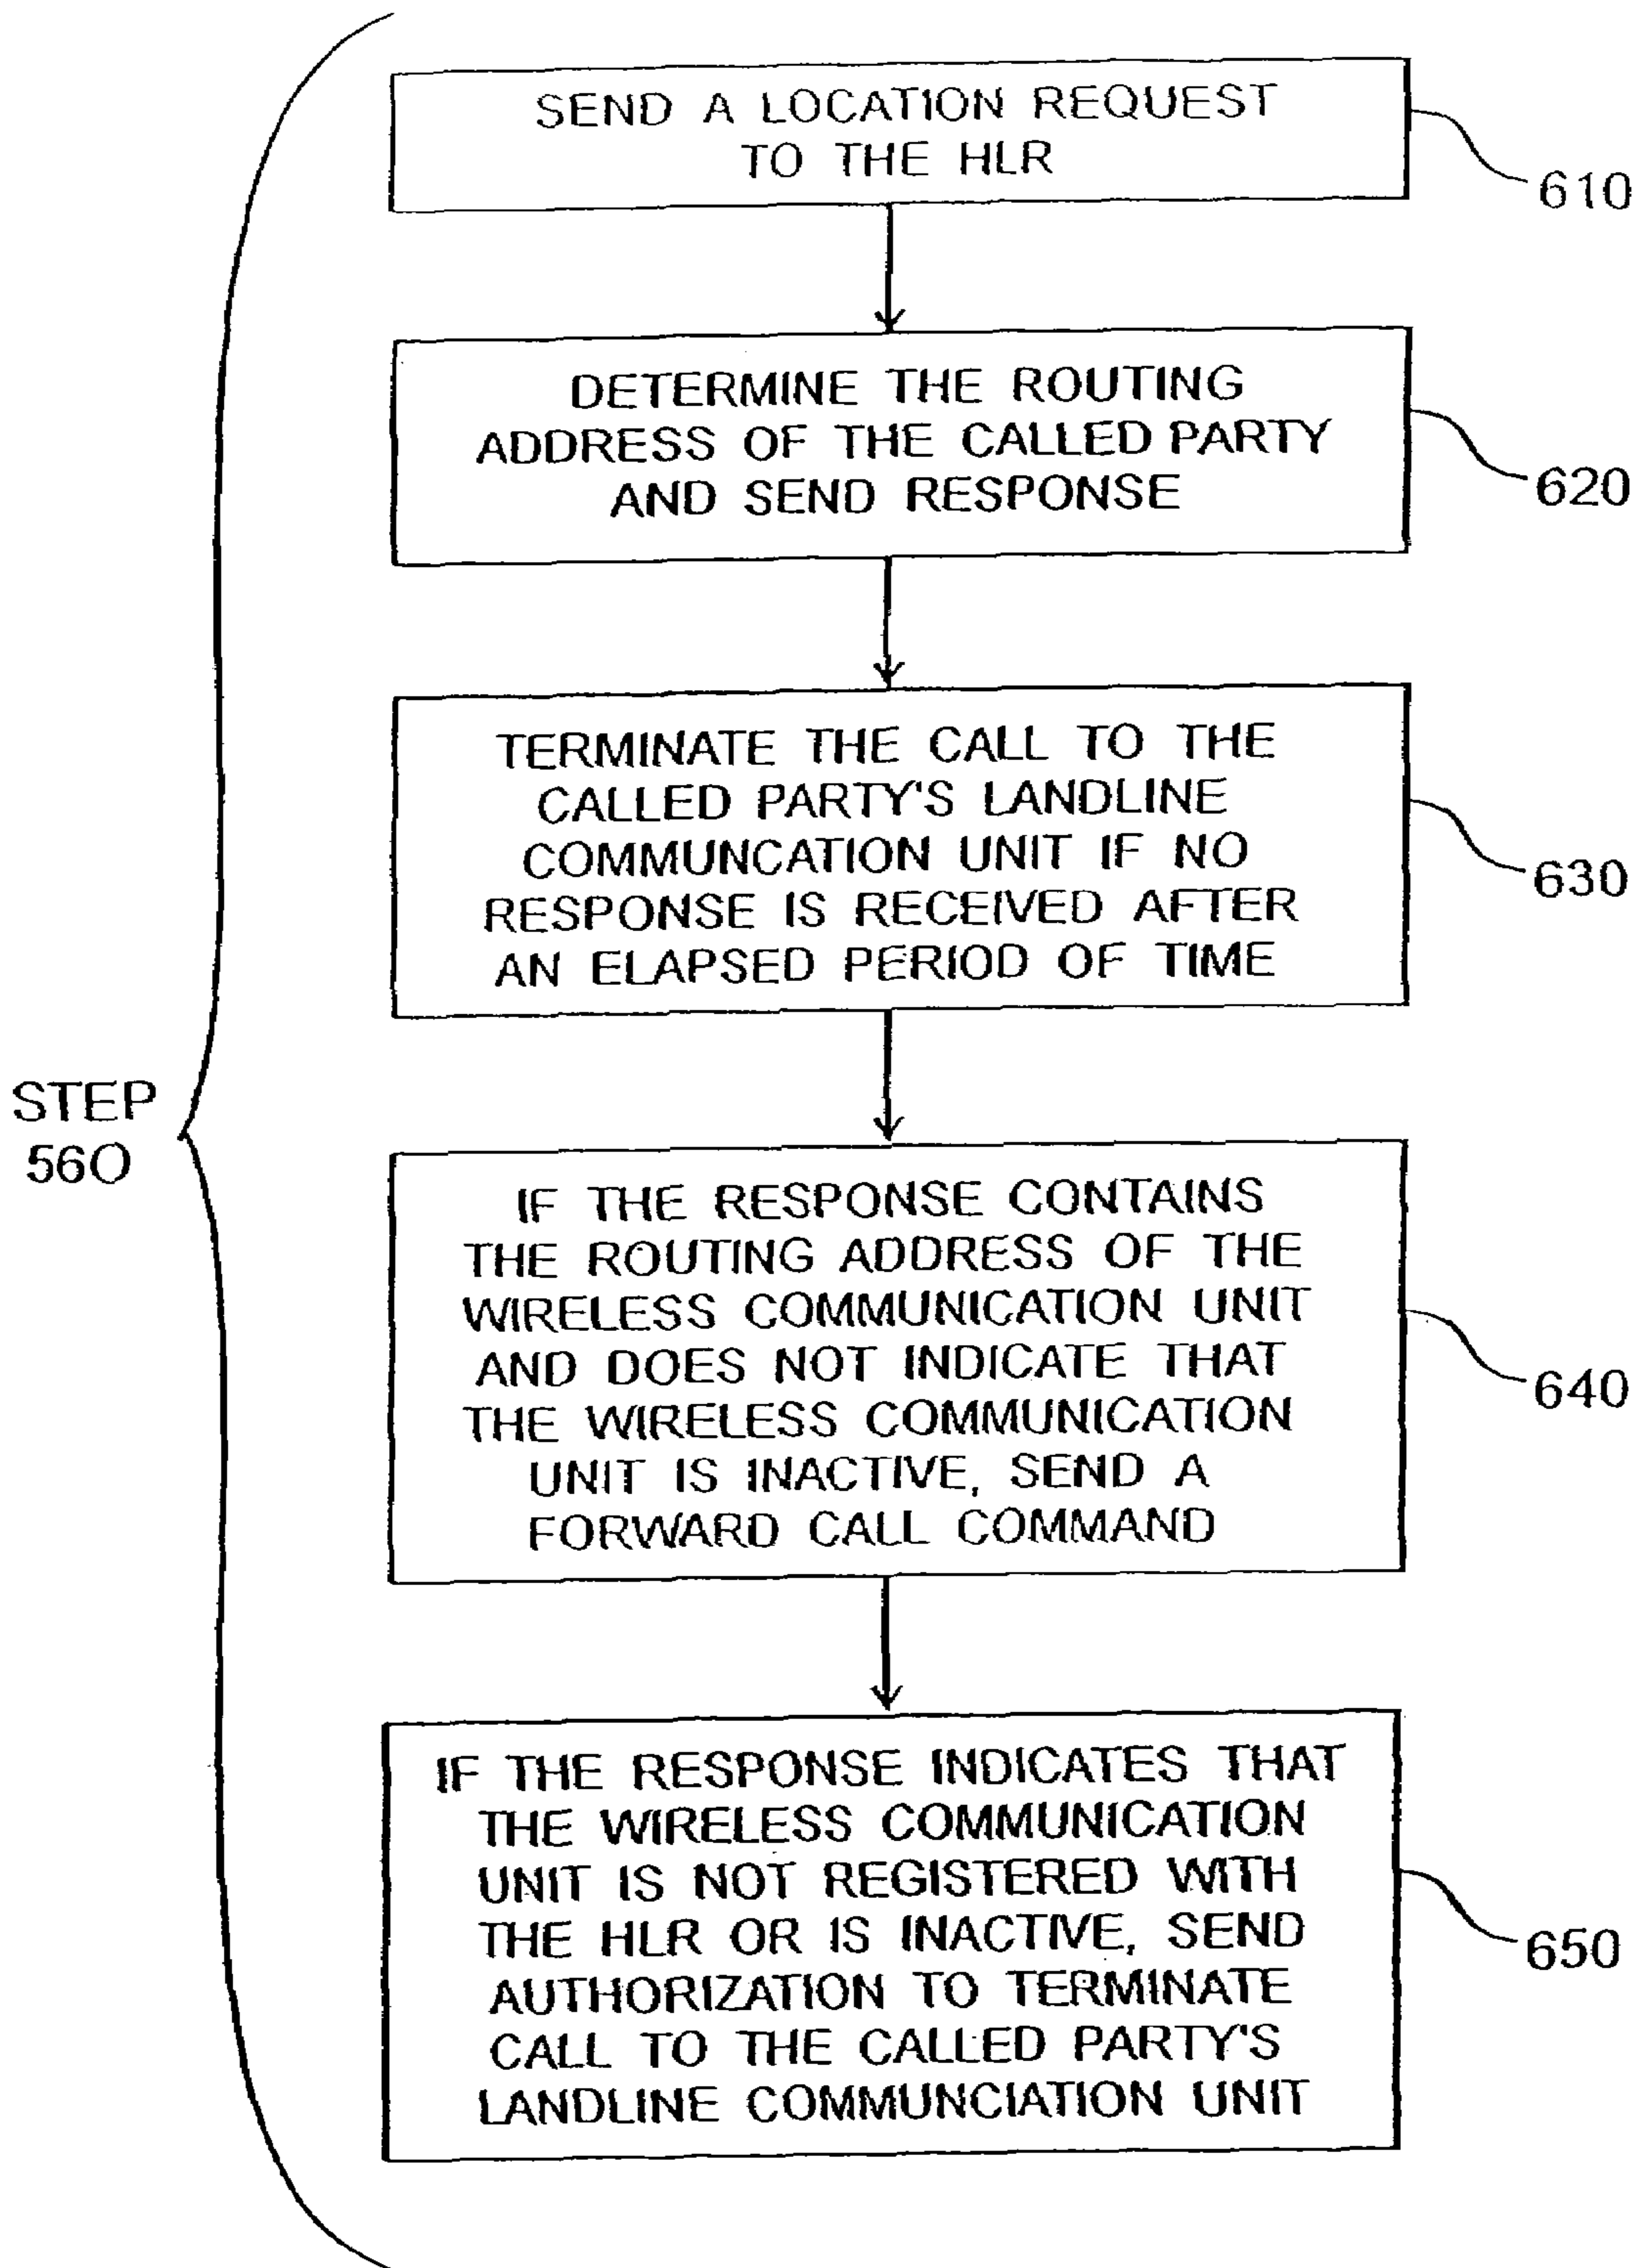 SEND A LOCATION REQUEST
TO THE HLR
610
DETERMINE THE ROUTING
ADDRESS OF THE CALLED PARTY
AND SEND RESPONSE
620
TERMINATE THE CALL TO THE
CALLED PARTY'S LANDLINE
COMMUNCATION UNIT IF NO
RESPONSE IS RECEIVED AFTER
AN ELAPSED PERIOD OF TIME
630
STEP
560
IF THE RESPONSE CONTAINS
THE ROUTING ADDRESS OF THE
WIRELESS COMMUNICATION UNIT
AND DOES NOT INDICATE THAT
THE WIRELESS COMMUNICATION
UNIT IS INACTIVE, SEND A
FORWARD CALL COMMAND
640
IF THE RESPONSE INDICATES THAT
THE WIRELESS COMMUNICATION
UNIT IS NOT REGISTERED WITH
THE HLR OR IS INACTIVE, SEND
AUTHORIZATION TO TERMINATE
CALL TO THE CALLED PARTY'S
LANDLINE COMMUNCIATION UNIT
650